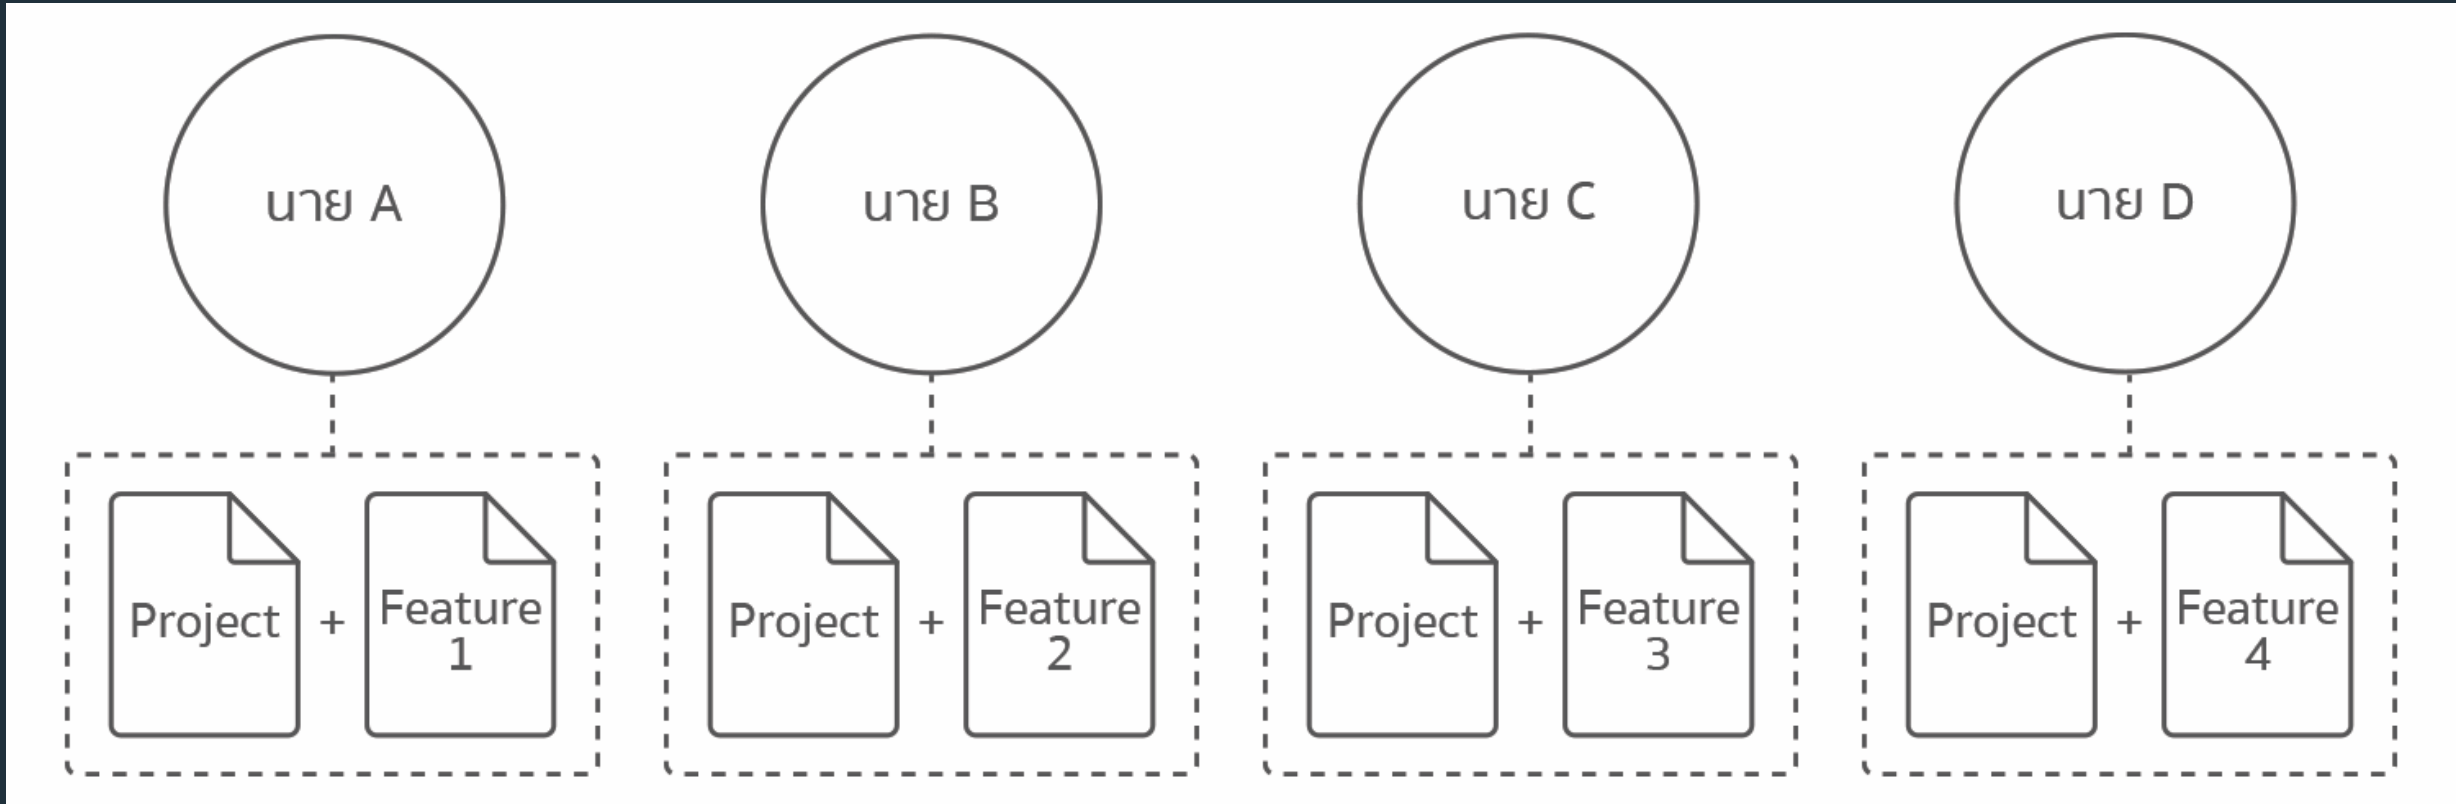 นาย A
นาย B
นาย C
นาย D
Project + Feature 1
Project + Feature 2
Project + Feature 3
Project + Feature 4